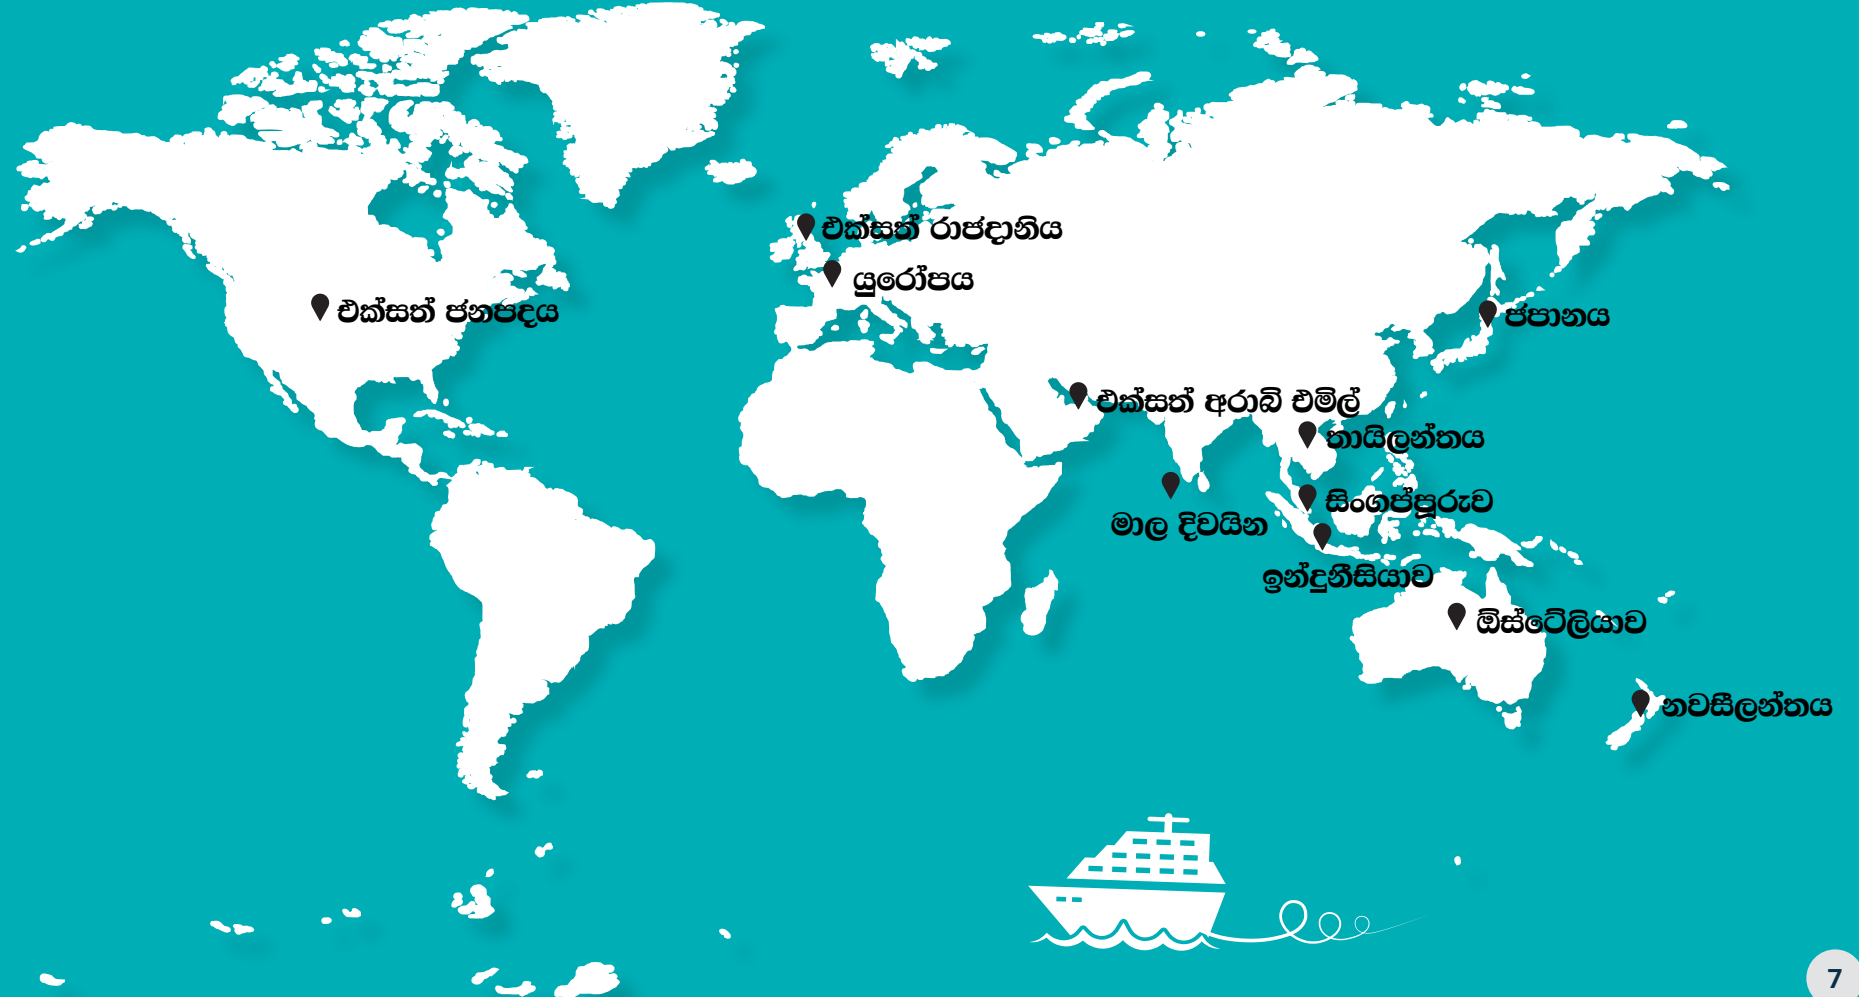 එක්සත් රාජදානිය
යුරෝපය
එක්සත් ජනපදය
ජපානය
එක්සත් අරාබි එමිල්
තායිලන්තය
සිංගප්පූරුව
මාල දිවයින
ඉන්දුනීසියාව
ඕස්ටේලියාව
නවසීලන්තය
7